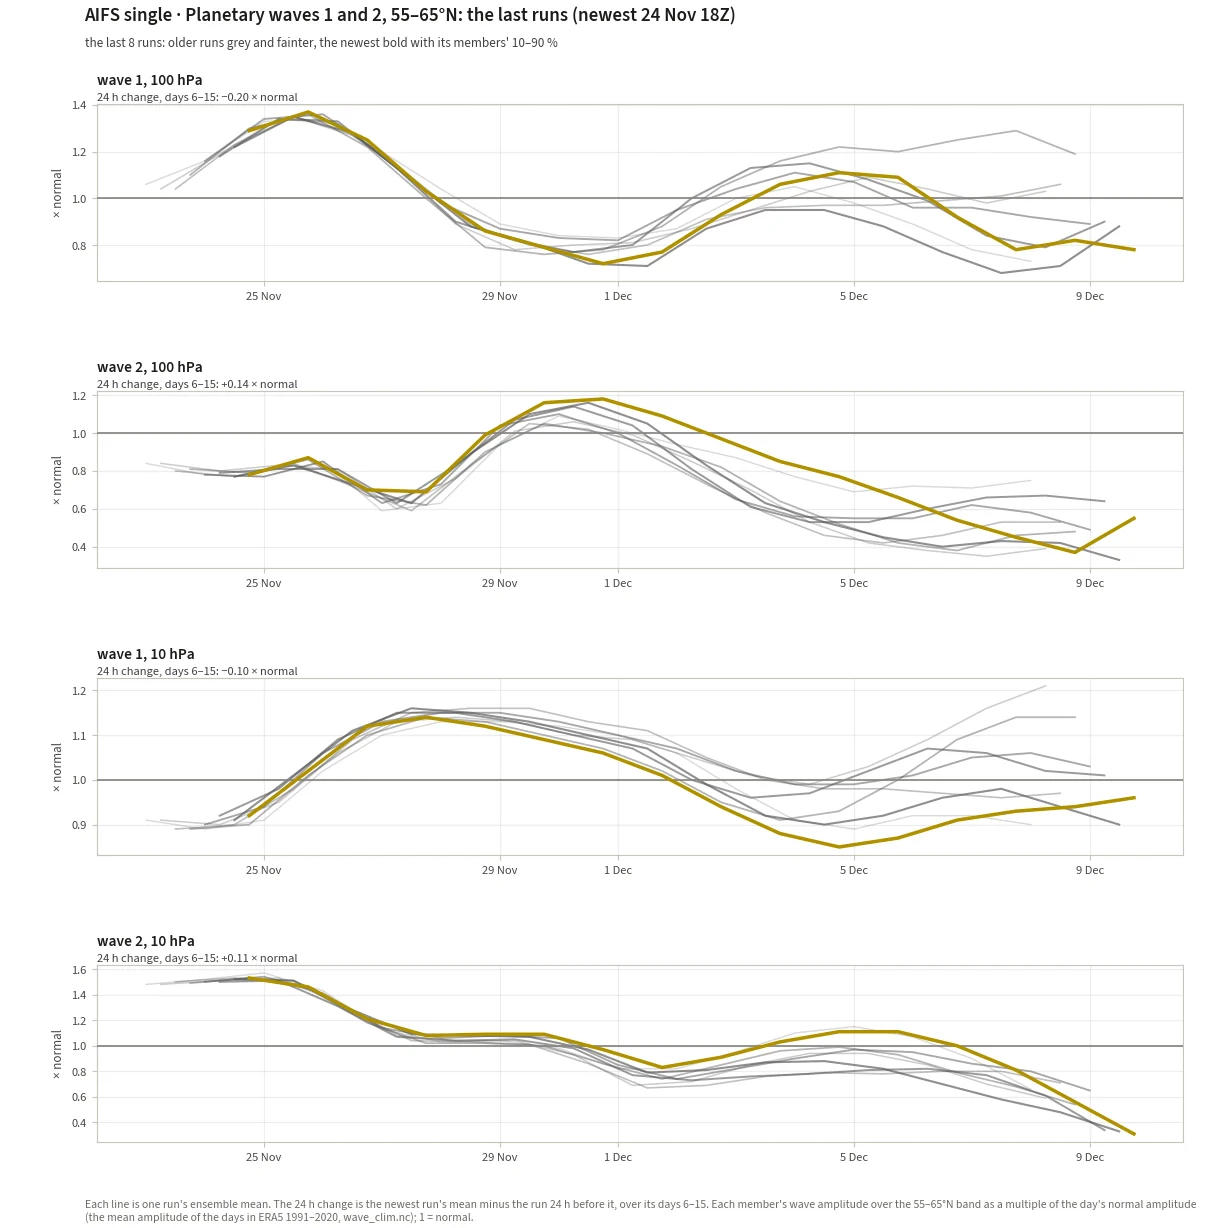 AIFS single · Planetary waves 1 and 2, 55–65°N: the last runs (newest 24 Nov 18Z)
the last 8 runs: older runs grey and fainter, the newest bold with its members' 10–90 %
wave 1, 100 hPa
24 h change, days 6–15: −0.20 × normal
1.4
1.2
1.0
0.8
× normal
25 Nov
29 Nov
1 Dec
5 Dec
9 Dec
wave 2, 100 hPa
24 h change, days 6–15: +0.14 × normal
1.2
1.0
0.8
0.6
0.4
× normal
25 Nov
29 Nov
1 Dec
5 Dec
9 Dec
wave 1, 10 hPa
24 h change, days 6–15: −0.10 × normal
1.2
1.1
1.0
0.9
× normal
25 Nov
29 Nov
1 Dec
5 Dec
9 Dec
wave 2, 10 hPa
24 h change, days 6–15: +0.11 × normal
1.6
1.4
1.2
1.0
0.8
0.6
0.4
× normal
25 Nov
29 Nov
1 Dec
5 Dec
9 Dec
Each line is one run's ensemble mean. The 24 h change is the newest run's mean minus the run 24 h before it, over its days 6–15. Each member's wave amplitude over the 55–65°N band as a multiple of the day's normal amplitude
(the mean amplitude of the days in ERA5 1991–2020, wave_clim.nc); 1 = normal.